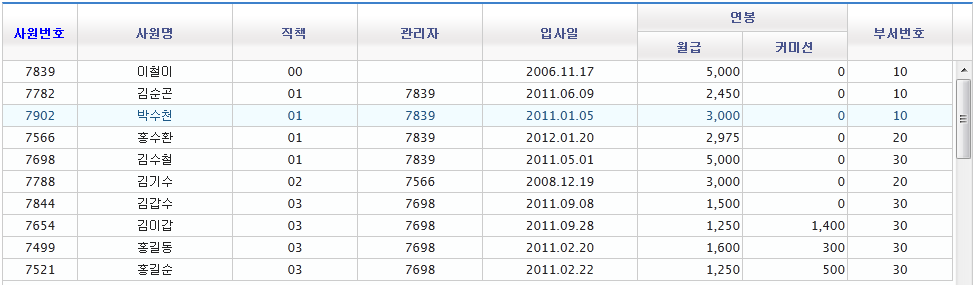 사원번호 사원명 직책 관리자 입사일 연봉 부서번호
월급 커미션
7839 이철이 00 2006.11.17 5,000 0 10
7782 김순곤 01 7839 2011.06.09 2,450 0 10
7902 박수천 01 7839 2011.01.05 3,000 0 10
7566 홍수환 01 7839 2012.01.20 2,975 0 20
7698 김수철 01 7839 2011.05.01 5,000 0 30
7788 김기수 02 7566 2008.12.19 3,000 0 20
7844 김갑수 03 7698 2011.09.08 1,500 0 30
7654 김이갑 03 7698 2011.09.28 1,250 1,400 30
7499 홍길동 03 7698 2011.02.20 1,600 300 30
7521 홍길순 03 7698 2011.02.22 1,250 500 30